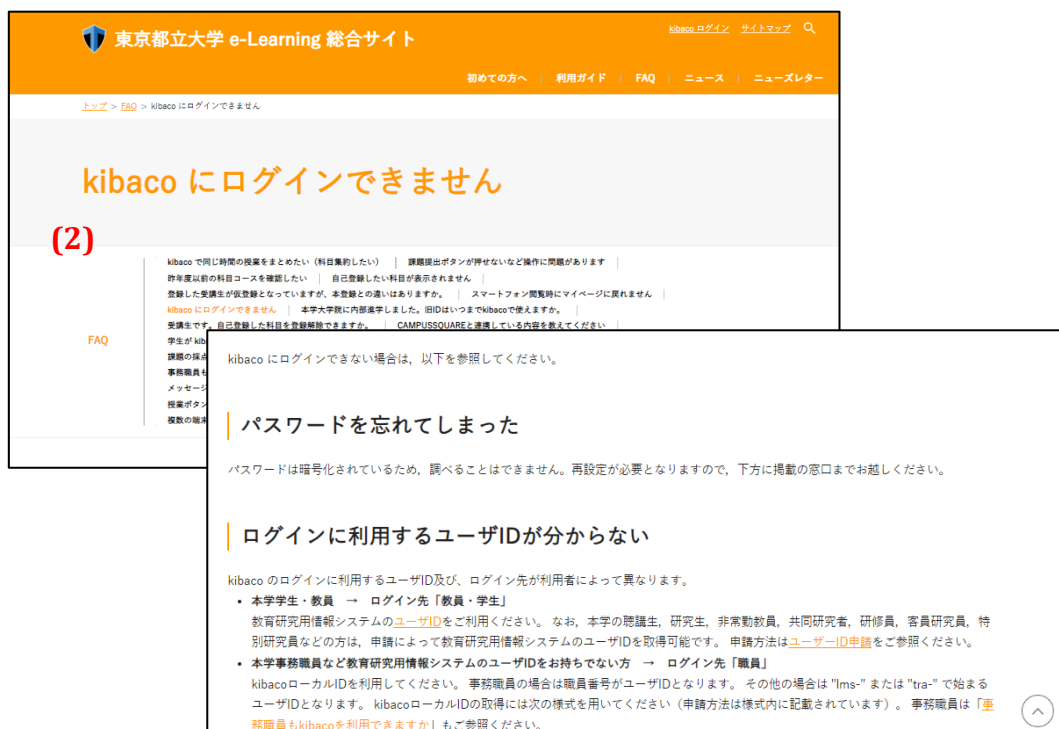 東京都立大学 e-Learning 総合サイト
kibaco ログイン サイトマップ
初めての方へ | 利用ガイド | FAQ | ニュース | ニューズレター
トップ > FAQ > kibaco にログインできません
kibaco にログインできません
(2)
kibaco で同じ時間の授業をまとめたい（科目集約したい） | 課題提出ボタンが押せないなど操作に問題があります |
昨年度以前の科目コースを確認したい | 自己登録したい科目が表示されません |
登録した受講生が仮登録となっていますが、本登録との違いはありますか。 | スマートフォン閲覧時にマイページに戻れません |
kibaco にログインできません | 本学大学院に内部進学しました。旧IDはいつまでkibacoで使えますか。 |
受講生です。自己登録した科目を登録解除できますか。 | CAMPUSSQUAREと連携している内容を教えてください |
FAQ
学生が kib
課題の採点
事務職員も
メッセージ
授業ボタン
複数の端末
kibaco にログインできない場合は，以下を参照してください。
パスワードを忘れてしまった
パスワードは暗号化されているため，調べることはできません。再設定が必要となりますので，下方に掲載の窓口までお越しください。
ログインに利用するユーザIDが分からない
kibaco のログインに利用するユーザID及び、ログイン先が利用者によって異なります。
• 本学学生・教員 → ログイン先「教員・学生」
教育研究用情報システムのユーザIDをご利用ください。 なお，本学の聴講生，研究生，非常勤教員，共同研究者，研修員，客員研究員，特
別研究員などの方は，申請によって教育研究用情報システムのユーザIDを取得可能です。 申請方法はユーザーID申請をご参照ください。
• 本学事務職員など教育研究用情報システムのユーザIDをお持ちでない方 → ログイン先「職員」
kibacoローカルIDを利用してください。 事務職員の場合は職員番号がユーザIDとなります。 その他の場合は "lms-" または "tra-" で始まる
ユーザIDとなります。 kibacoローカルIDの取得には次の様式を用いてください（申請方法は様式内に記載されています）。 事務職員は「事
務職員もkibacoを利用できますか」もご参照ください。